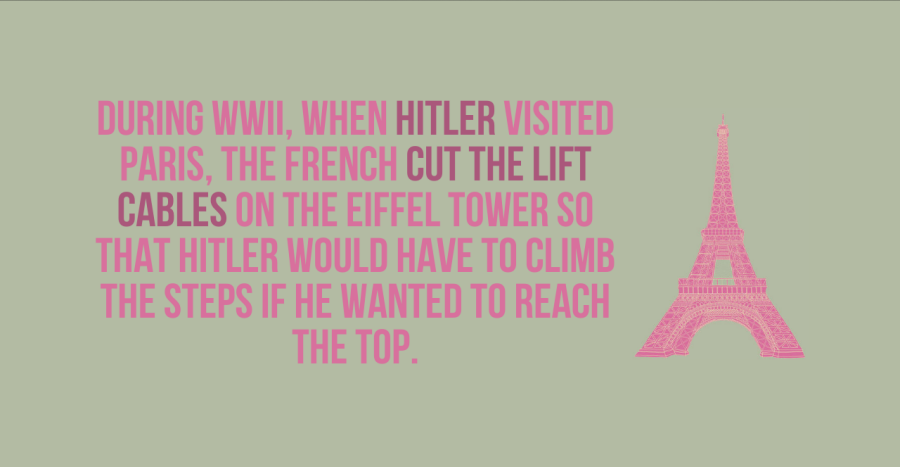 DURING WWII, WHEN HITLER VISITED
PARIS, THE FRENCH CUT THE LIFT
CABLES ON THE EIFFEL TOWER SO
THAT HITLER WOULD HAVE TO CLIMB
THE STEPS IF HE WANTED TO REACH
THE TOP.